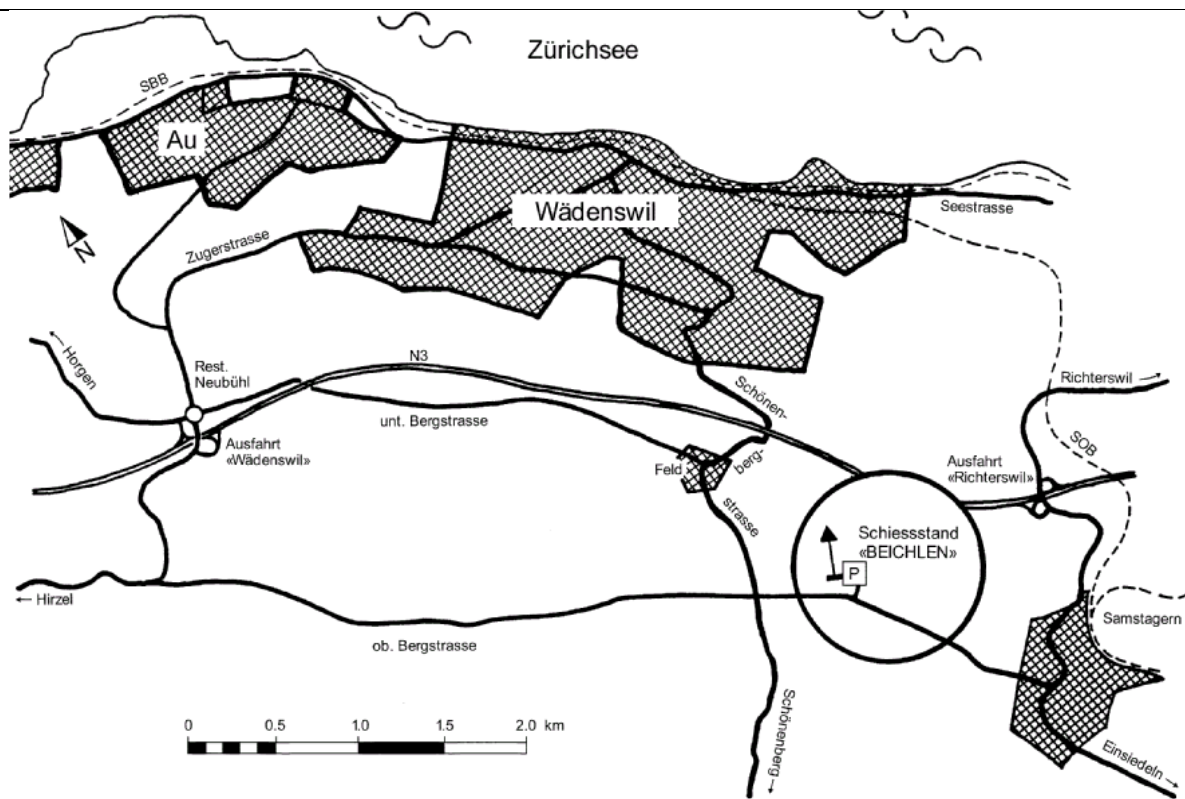 Zürichsee
SBB
Au
Wädenswil
Seestrasse
N
Zugerstrasse
Horgen
Rest.
Neubühl
N3
Schönen-
berg-
strasse
Richterswil
unt. Bergstrasse
SOB
Ausfahrt
«Wädenswil»
Feld
Ausfahrt
«Richterswil»
Schiessstand
«BEICHLEN»
P
← Hirzel
Samstagern
ob. Bergstrasse
Schönenberg
0 0.5 1.0 1.5 2.0 km
Einsiedeln